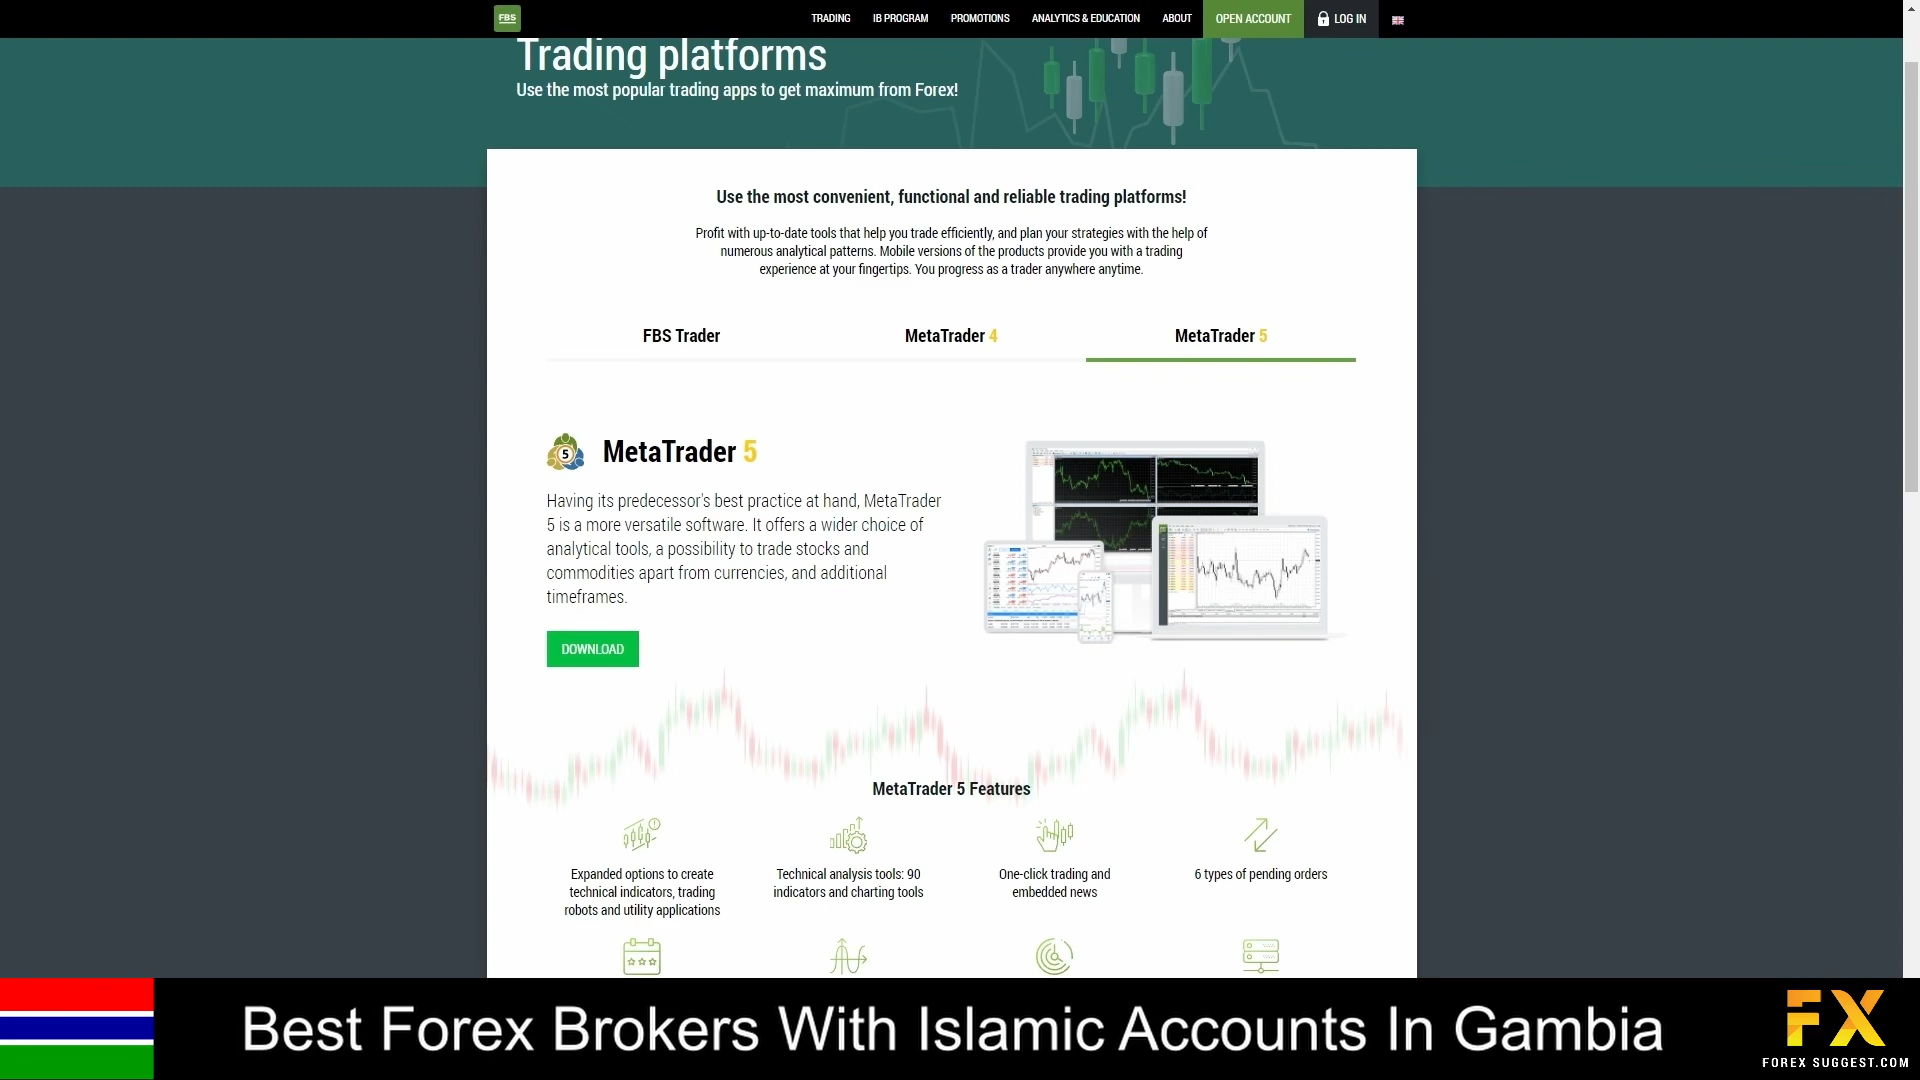 FBS
TRADING
IB PROGRAM
PROMOTIONS
ANALYTICS & EDUCATION
ABOUT
OPEN ACCOUNT
LOG IN
Trading platforms
Use the most popular trading apps to get maximum from Forex!
Use the most convenient, functional and reliable trading platforms!
Profit with up-to-date tools that help you trade efficiently, and plan your strategies with the help of
numerous analytical patterns. Mobile versions of the products provide you with a trading
experience at your fingertips. You progress as a trader anywhere anytime.
FBS Trader
MetaTrader 4
MetaTrader 5
5
MetaTrader 5
Having its predecessor's best practice at hand, MetaTrader
5 is a more versatile software. It offers a wider choice of
analytical tools, a possibility to trade stocks and
commodities apart from currencies, and additional
timeframes.
DOWNLOAD
MetaTrader 5 Features
Expanded options to create
technical indicators, trading
robots and utility applications
Technical analysis tools: 90
indicators and charting tools
One-click trading and
embedded news
6 types of pending orders
Best Forex Brokers With Islamic Accounts In Gambia
FX
FOREX SUGGEST.COM